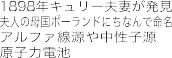 1898年キュリー夫妻が発見
夫人の母国ポーランドにちなんで命名
アルファ線源や中性子源
原子力電池